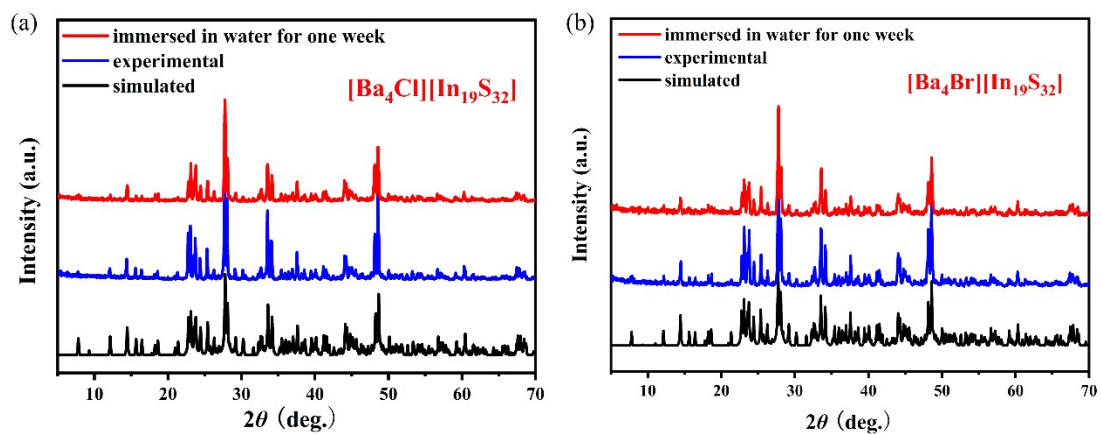 (a)
immersed in water for one week
experimental
simulated
[Ba₄Cl][In₁₉S₃₂]
Intensity (a.u.)
10 20 30 40 50 60 70
2θ (deg.)
(b)
immersed in water for one week
experimental
simulated
[Ba₄Br][In₁₉S₃₂]
Intensity (a.u.)
10 20 30 40 50 60 70
2θ (deg.)